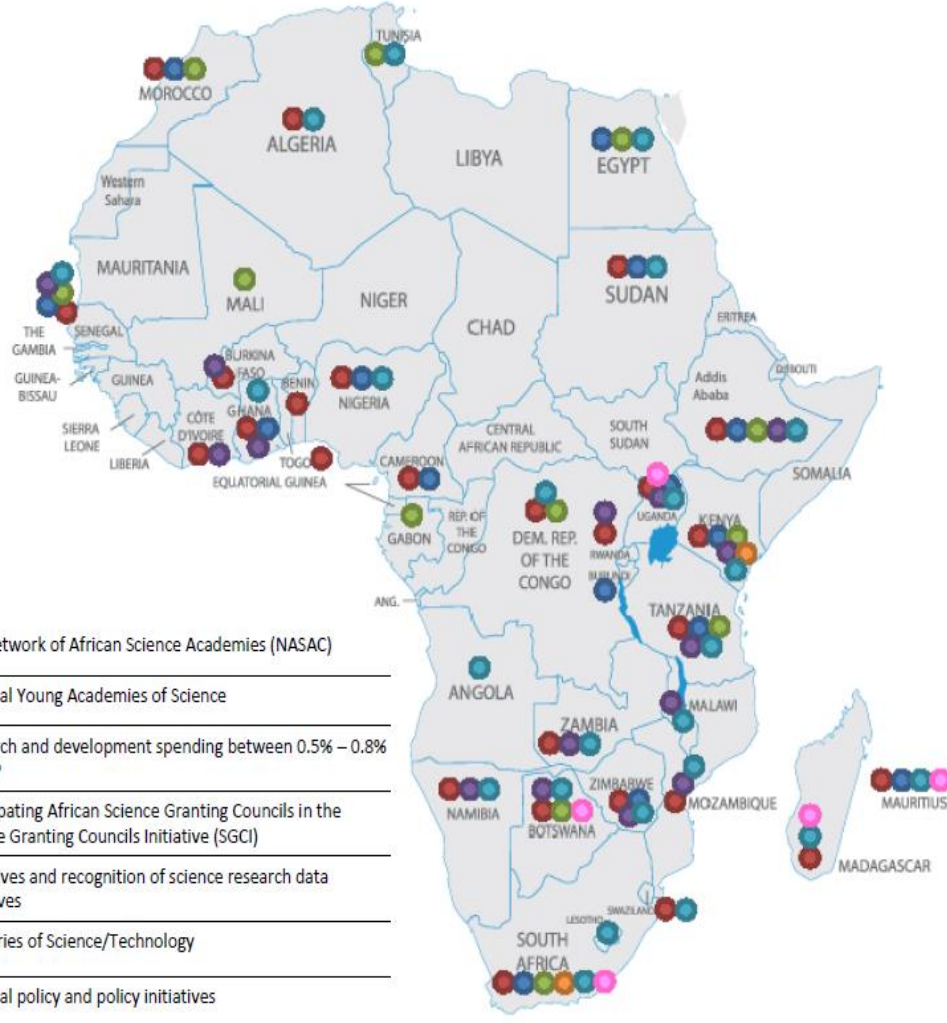 TUNISIA
MOROCCO
ALGERIA
LIBYA
EGYPT
Western
Sahara
MAURITANIA
MALI
NIGER
SUDAN
CHAD
ERITREA
THE
GAMBIA
SENEGAL
GUINEA-
BISSAU
GUINEA
BURKINA
FASO
BENIN
NIGERIA
DJIBOUTI
Addis
Ababa
SIERRA
LEONE
CÔTE
D'IVOIRE
GHANA
LIBERIA
TOGO
CENTRAL
AFRICAN REPUBLIC
SOUTH
SUDAN
SOMALIA
CAMEROON
EQUATORIAL GUINEA
UGANDA
KENYA
GABON
REP. OF
THE
CONGO
DEM. REP.
OF THE
CONGO
RWANDA
BURUNDI
ANG.
TANZANIA
etwork of African Science Academies (NASAC)
al Young Academies of Science
rch and development spending between 0.5% – 0.8%
pating African Science Granting Councils in the
e Granting Councils Initiative (SGCI)
ves and recognition of science research data
ves
ries of Science/Technology
al policy and policy initiatives
ANGOLA
MALAWI
ZAMBIA
NAMIBIA
BOTSWANA
ZIMBABWE
MOZAMBIQUE
MAURITIUS
MADAGASCAR
SWAZILAND
LESOTHO
SOUTH
AFRICA